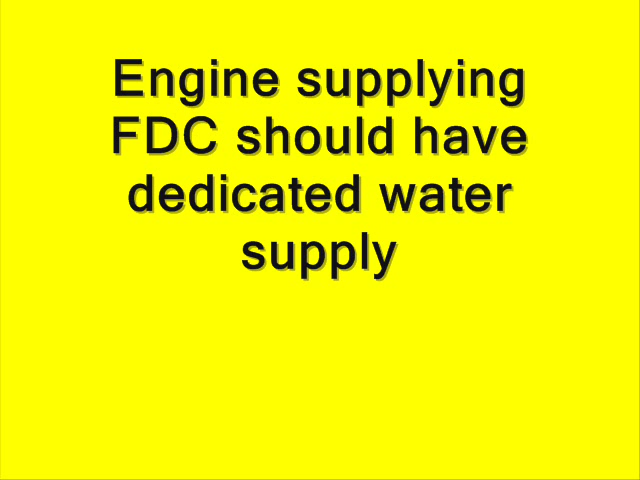 Engine supplying
FDC should have
dedicated water
supply